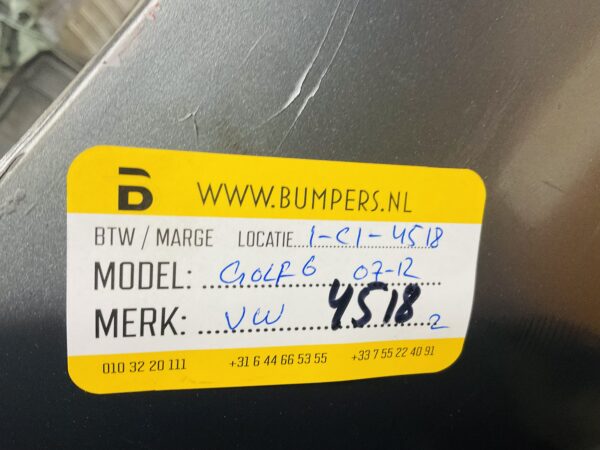 B WWW.BUMPERS.NL
BTW / MARGE LOCATIE 1-C1-4518
MODEL: GOLF 6 07-12
MERK: VW 4518 2
010 32 20 111 +31 6 44 66 53 55 +33 7 55 22 40 91